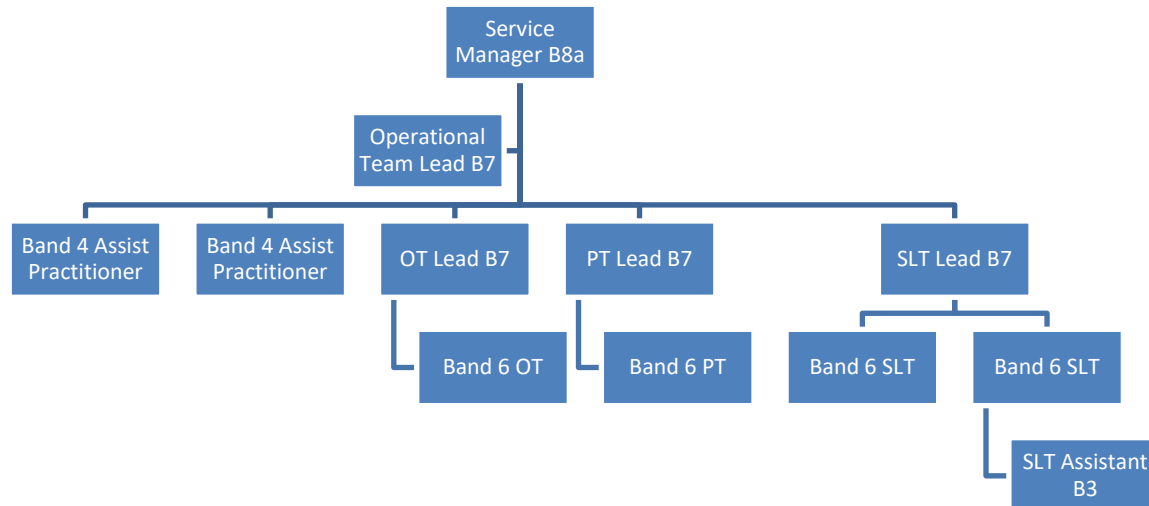 Service
Manager B8a
Operational
Team Lead B7
Band 4 Assist
Practitioner
Band 4 Assist
Practitioner
OT Lead B7
PT Lead B7
SLT Lead B7
Band 6 OT
Band 6 PT
Band 6 SLT
Band 6 SLT
SLT Assistant
B3